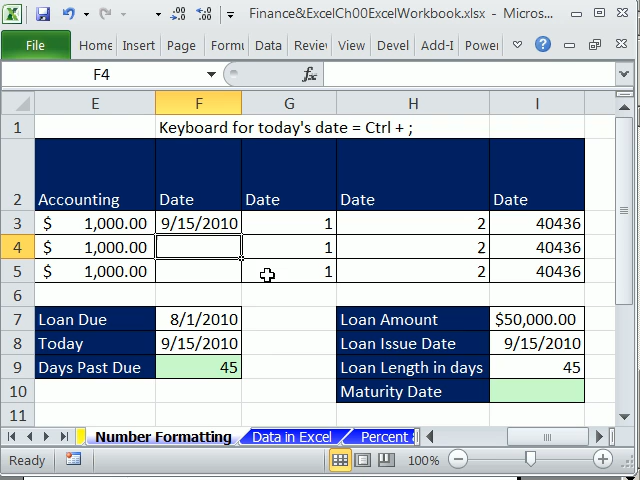 Finance&ExcelCh00ExcelWorkbook.xlsx - Micros...
File Home Insert Page Formu Data Revie View Devel Add-I Power
F4 fx
E F G H I
1 Keyboard for today's date = Ctrl + ;
2 Accounting Date Date Date Date
3 $ 1,000.00 9/15/2010 1 2 40436
4 $ 1,000.00 1 2 40436
5 $ 1,000.00 1 2 40436
6
7 Loan Due 8/1/2010 Loan Amount $50,000.00
8 Today 9/15/2010 Loan Issue Date 9/15/2010
9 Days Past Due 45 Loan Length in days 45
10 Maturity Date
11
Number Formatting Data in Excel Percent
Ready 100%